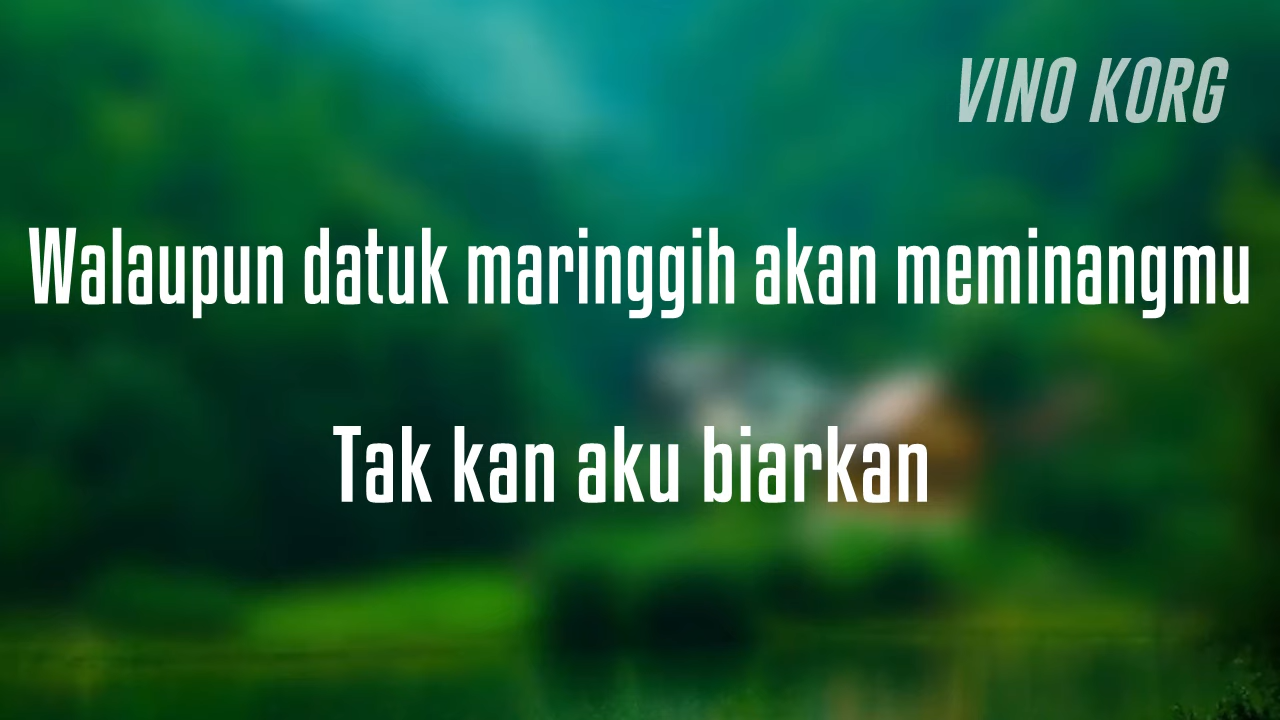 VINO KORG
Walaupun datuk maringgih akan meminangmu
Tak kan aku biarkan